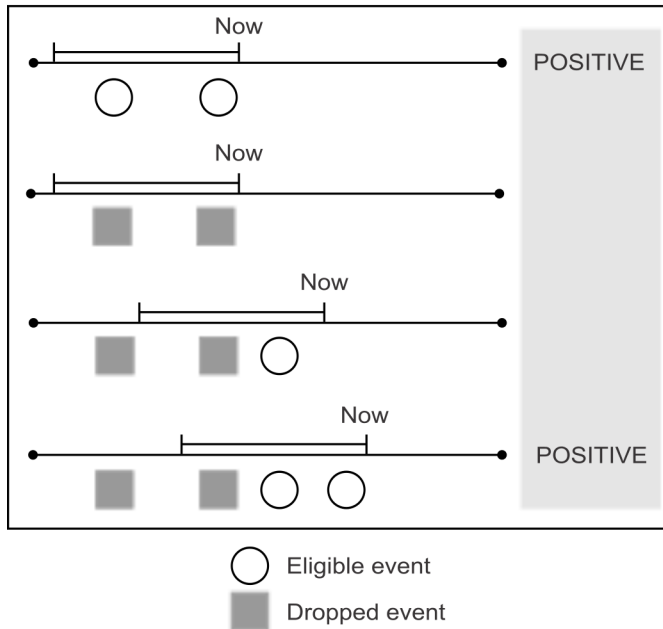 Now
POSITIVE
Now
Now
Now
POSITIVE
Eligible event
Dropped event